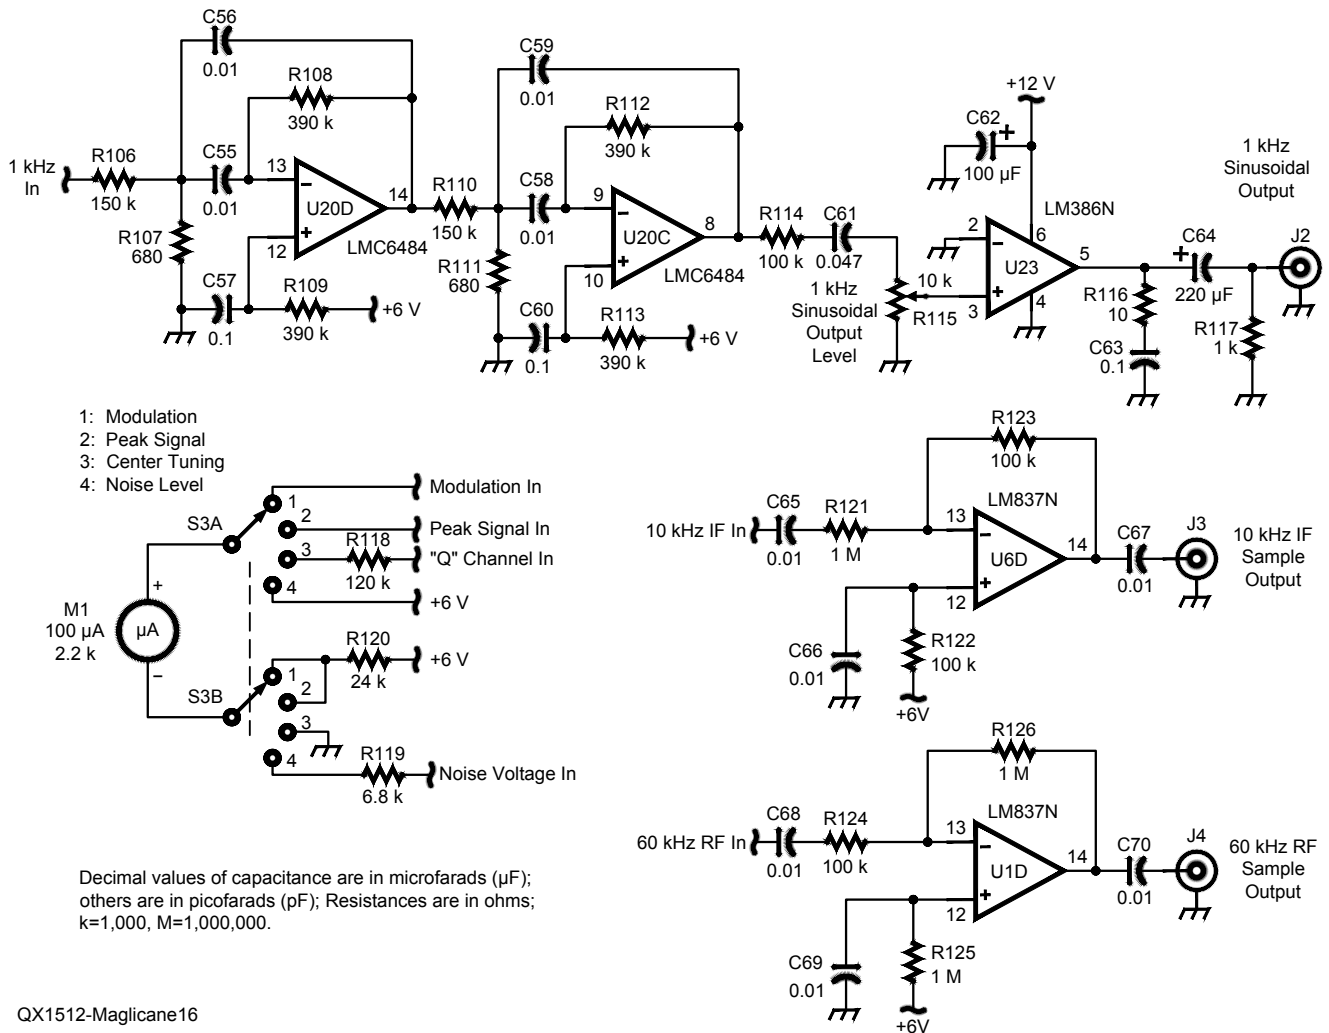 C56
0.01
R108
390 k
1 kHz
In
R106
150 k
C55
0.01
13
–
14
U20D
12
+
LMC6484
R107
680
C57
0.1
R109
390 k
+6 V
C59
0.01
R112
390 k
R110
150 k
C58
0.01
9
–
8
U20C
10
+
LMC6484
R111
680
C60
0.1
R113
390 k
+6 V
R114
100 k
C61
0.047
10 k
R115
1 kHz
Sinusoidal
Output
Level
+12 V
C62
+
100 µF
LM386N
2
–
6
U23
5
+
3
4
C64
+
220 µF
R116
10
C63
0.1
R117
1 k
1 kHz
Sinusoidal
Output
J2
1: Modulation
2: Peak Signal
3: Center Tuning
4: Noise Level
S3A
1
2
3
4
Modulation In
Peak Signal In
R118
120 k
"Q" Channel In
+6 V
M1
100 µA
2.2 k
+
µA
–
S3B
1
2
3
4
R120
24 k
+6 V
R119
6.8 k
Noise Voltage In
R123
100 k
LM837N
10 kHz IF In
C65
0.01
R121
1 M
13
–
14
U6D
+
12
C66
0.01
R122
100 k
+6V
C67
0.01
J3
10 kHz IF
Sample
Output
R126
1 M
LM837N
60 kHz RF In
C68
0.01
R124
100 k
13
–
14
U1D
+
12
C69
0.01
R125
1 M
+6V
C70
0.01
J4
60 kHz RF
Sample
Output
Decimal values of capacitance are in microfarads (µF);
others are in picofarads (pF); Resistances are in ohms;
k=1,000, M=1,000,000.
QX1512-Maglicane16